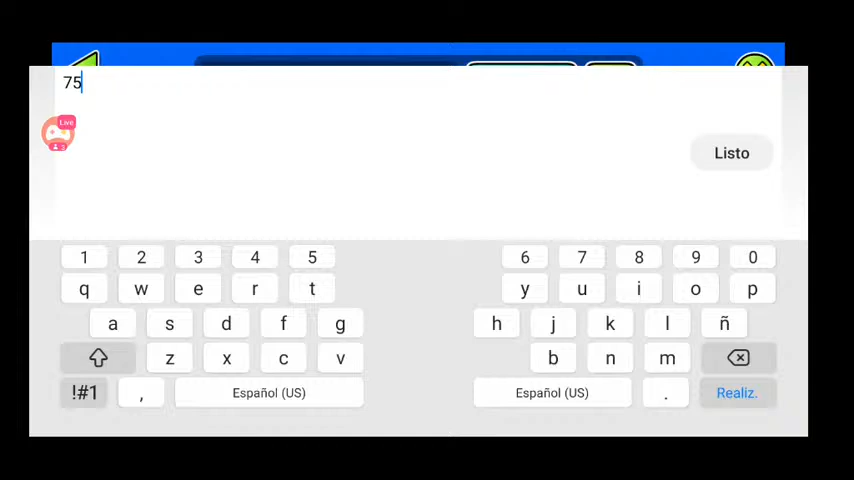 75
Live
3
Listo
1 2 3 4 5 6 7 8 9 0
q w e r t y u i o p
a s d f g h j k l ñ
z x c v b n m
!#1 , Español (US) Español (US) . Realiz.